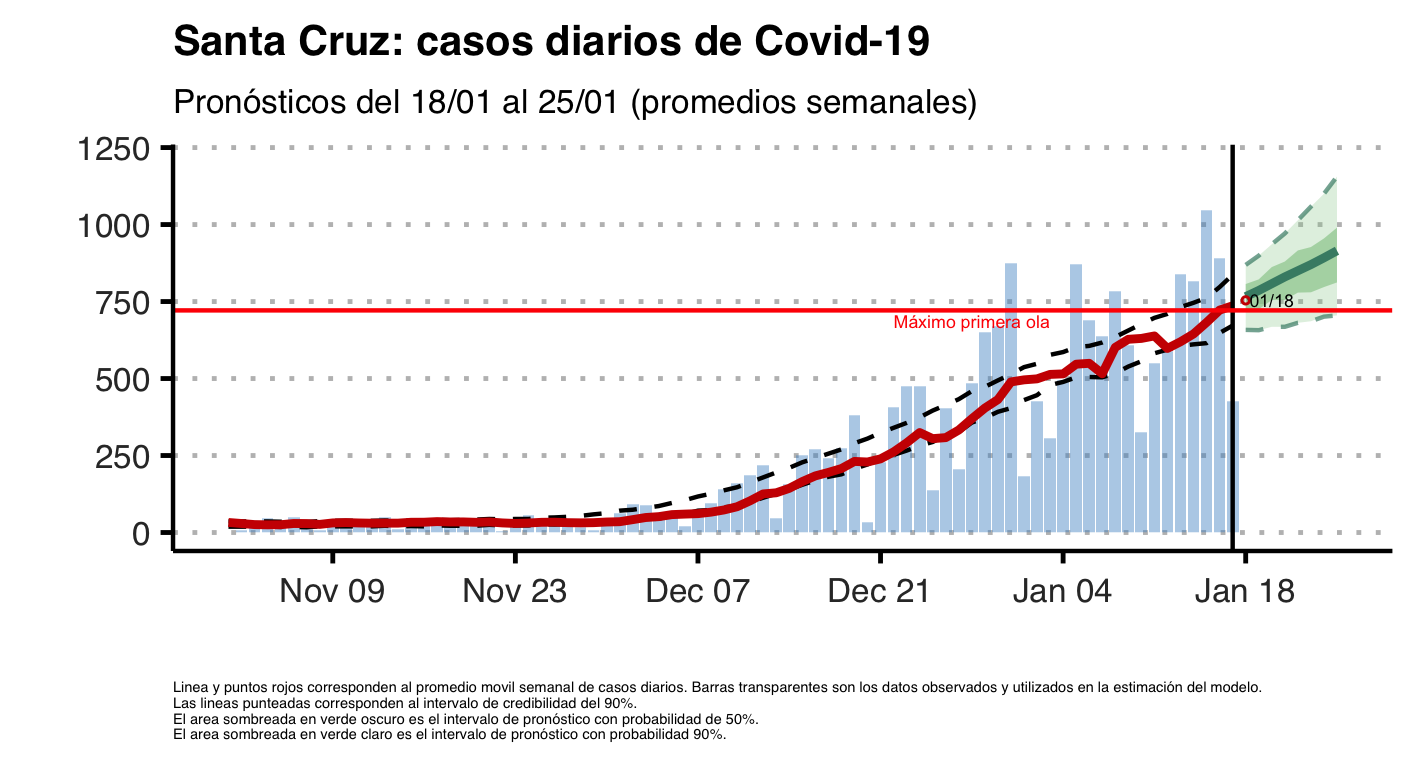 Santa Cruz: casos diarios de Covid-19
Pronósticos del 18/01 al 25/01 (promedios semanales)
1250
1000
750
500
250
0
Máximo primera ola
01/18
Nov 09
Nov 23
Dec 07
Dec 21
Jan 04
Jan 18
Linea y puntos rojos corresponden al promedio movil semanal de casos diarios. Barras transparentes son los datos observados y utilizados en la estimación del modelo.
Las lineas punteadas corresponden al intervalo de credibilidad del 90%.
El area sombreada en verde oscuro es el intervalo de pronóstico con probabilidad de 50%.
El area sombreada en verde claro es el intervalo de pronóstico con probabilidad 90%.